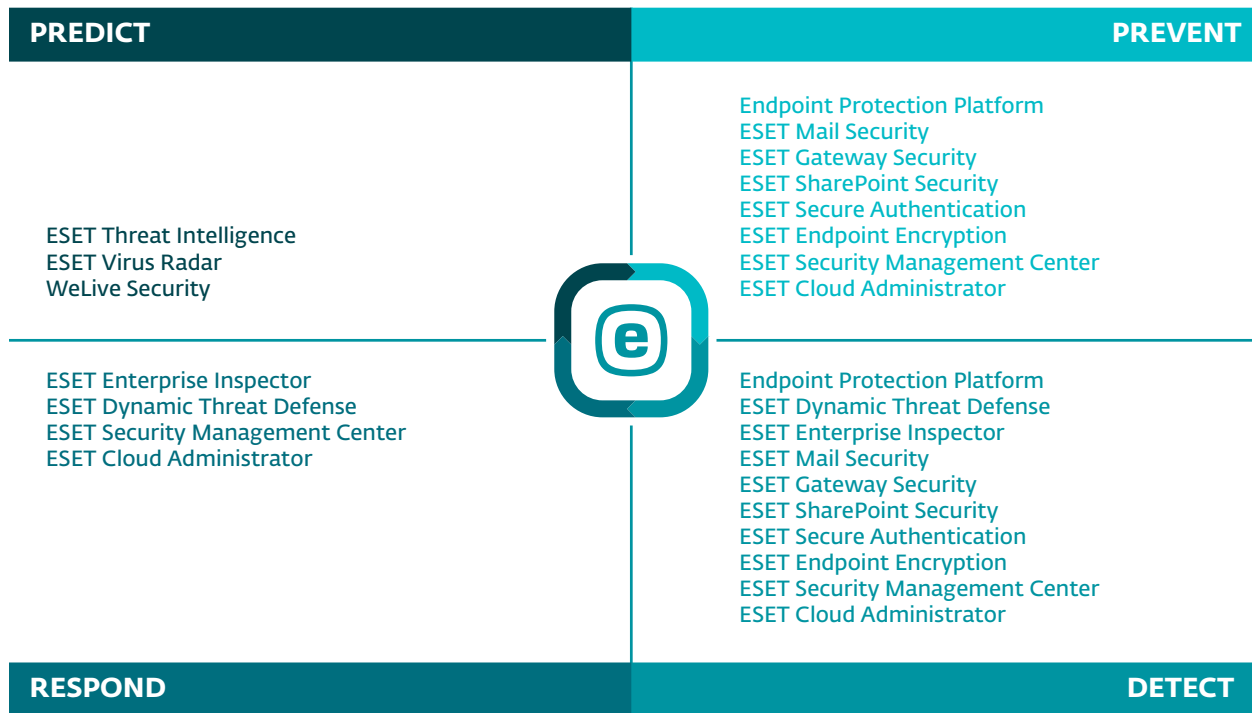 PREDICT
PREVENT
ESET Threat Intelligence
ESET Virus Radar
WeLive Security
Endpoint Protection Platform
ESET Mail Security
ESET Gateway Security
ESET SharePoint Security
ESET Secure Authentication
ESET Endpoint Encryption
ESET Security Management Center
ESET Cloud Administrator
e
ESET Enterprise Inspector
ESET Dynamic Threat Defense
ESET Security Management Center
ESET Cloud Administrator
Endpoint Protection Platform
ESET Dynamic Threat Defense
ESET Enterprise Inspector
ESET Mail Security
ESET Gateway Security
ESET SharePoint Security
ESET Secure Authentication
ESET Endpoint Encryption
ESET Security Management Center
ESET Cloud Administrator
RESPOND
DETECT